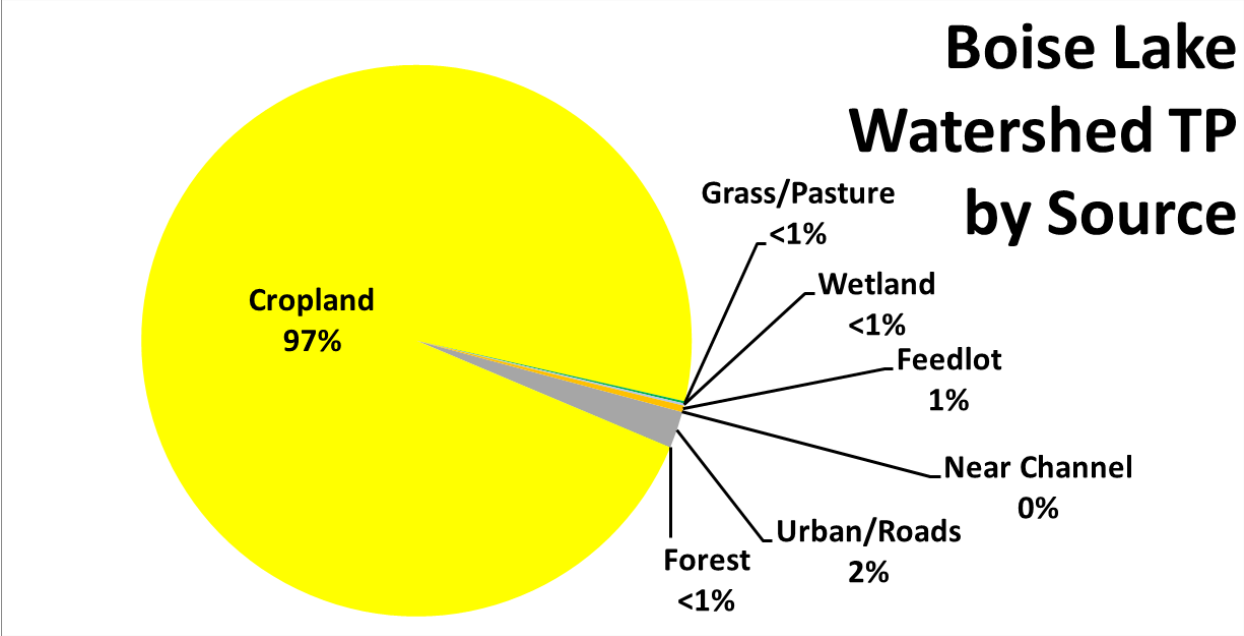 Boise Lake
Watershed TP
by Source
Grass/Pasture
<1%
Wetland
<1%
Feedlot
1%
Near Channel
0%
Urban/Roads
2%
Forest
<1%
Cropland
97%